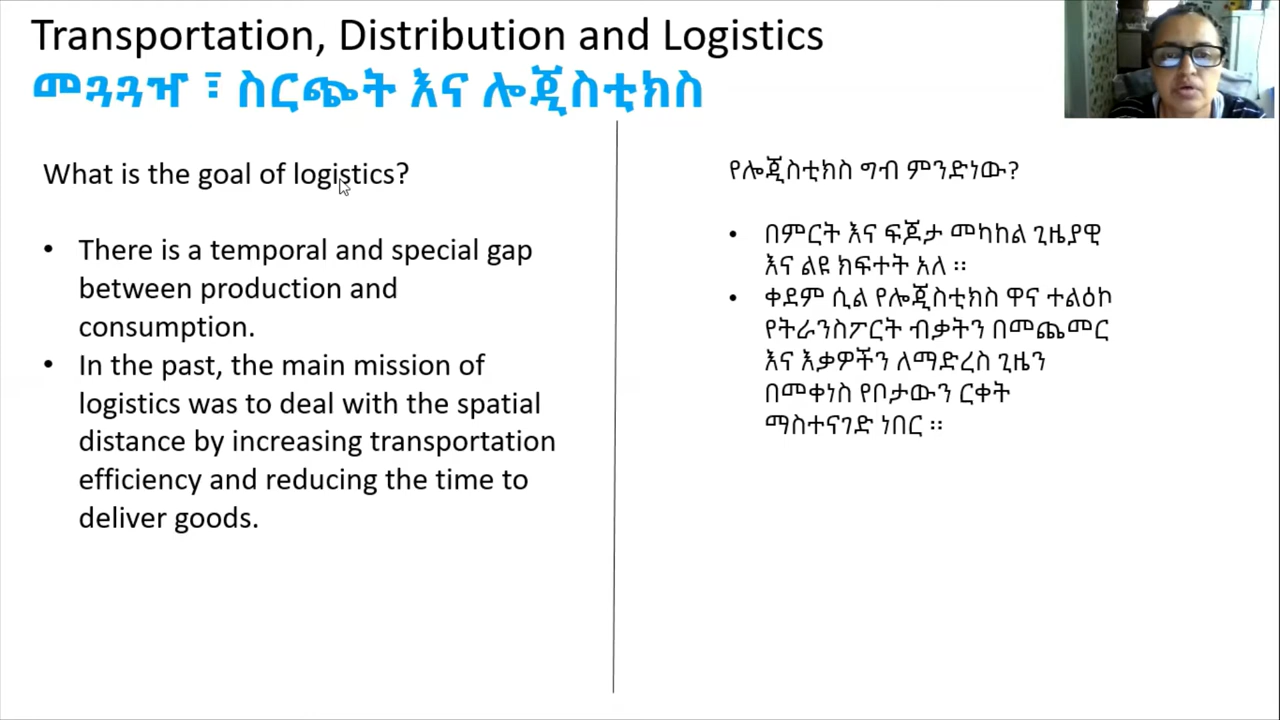 Transportation, Distribution and Logistics
መጓጓዣ ፣ ስርጭት እና ሎጂስቲክስ
What is the goal of logistics?
• There is a temporal and special gap
between production and
consumption.
• In the past, the main mission of
logistics was to deal with the spatial
distance by increasing transportation
efficiency and reducing the time to
deliver goods.
የሎጂስቲክስ ግብ ምንድነው?
• በምርት እና ፍጆታ መካከል ጊዜያዊ
እና ልዩ ክፍተት አለ ፡፡
• ቀደም ሲል የሎጂስቲክስ ዋና ተልዕኮ
የትራንስፖርት ብቃትን በመጨመር
እና እቃዎችን ለማድረስ ጊዜን
በመቀነስ የቦታውን ርቀት
ማስተናገድ ነበር ፡፡